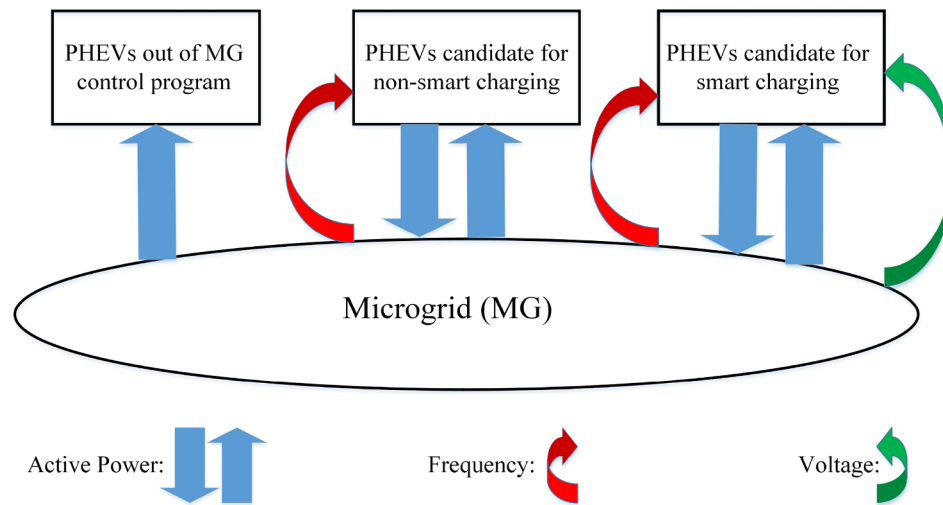 PHEVs out of MG
control program
PHEVs candidate for
non-smart charging
PHEVs candidate for
smart charging
Microgrid (MG)
Active Power:
Frequency:
Voltage: